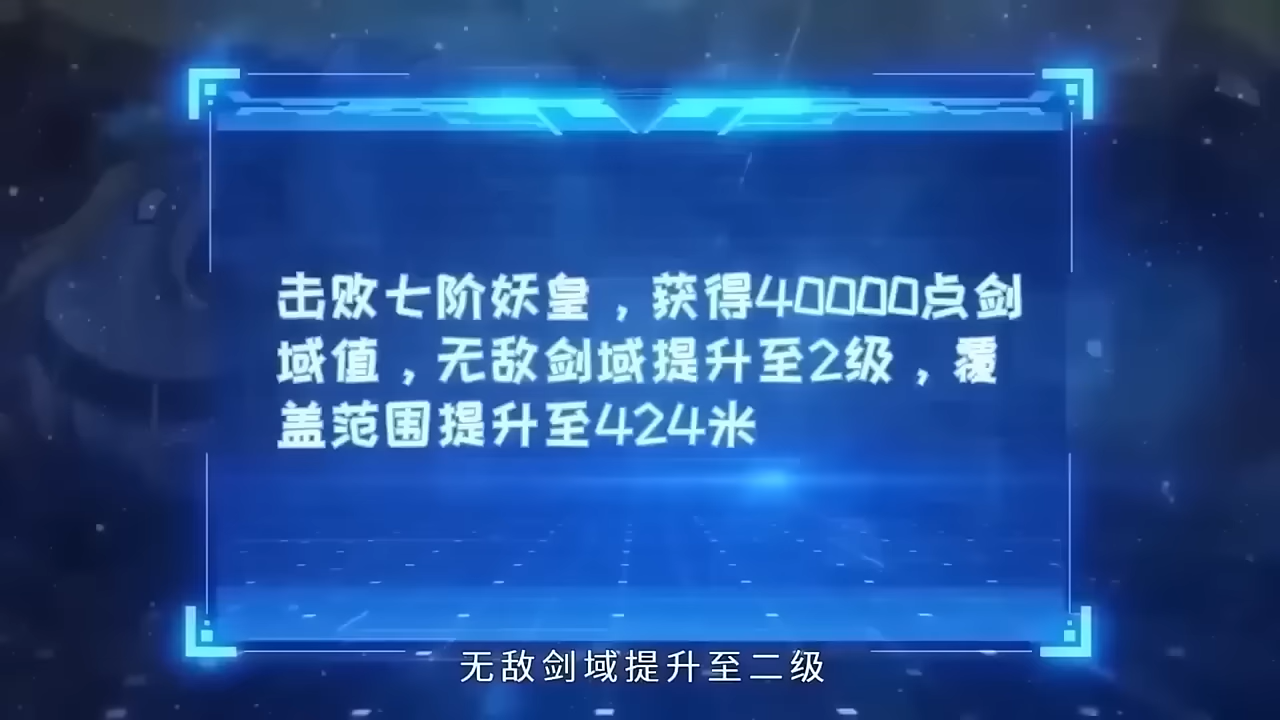 击败七阶妖皇，获得40000点剑
域值，无敌剑域提升至2级，覆
盖范围提升至424米
无敌剑域提升至二级